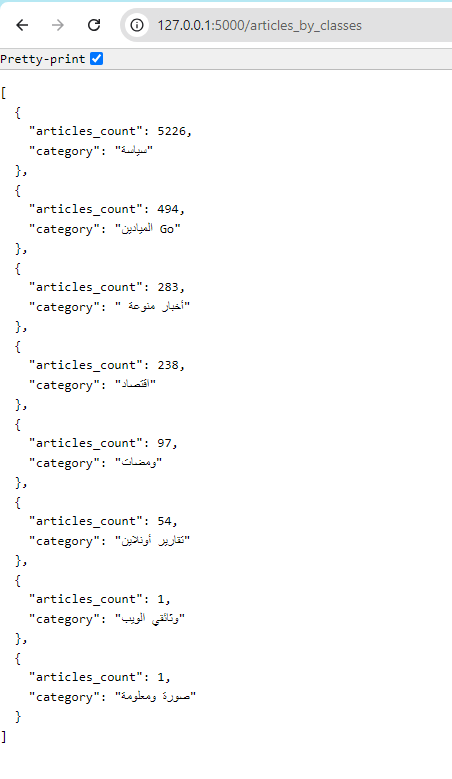 127.0.0.1:5000/articles_by_classes
Pretty-print
[
  {
    "articles_count": 5226,
    "category": "سياسة"
  },
  {
    "articles_count": 494,
    "category": "الميادين Go"
  },
  {
    "articles_count": 283,
    "category": "أخبار منوعة "
  },
  {
    "articles_count": 238,
    "category": "اقتصاد"
  },
  {
    "articles_count": 97,
    "category": "ومضات"
  },
  {
    "articles_count": 54,
    "category": "تقارير أونلاين"
  },
  {
    "articles_count": 1,
    "category": "وثائقي الويب"
  },
  {
    "articles_count": 1,
    "category": "صورة ومعلومة"
  }
]